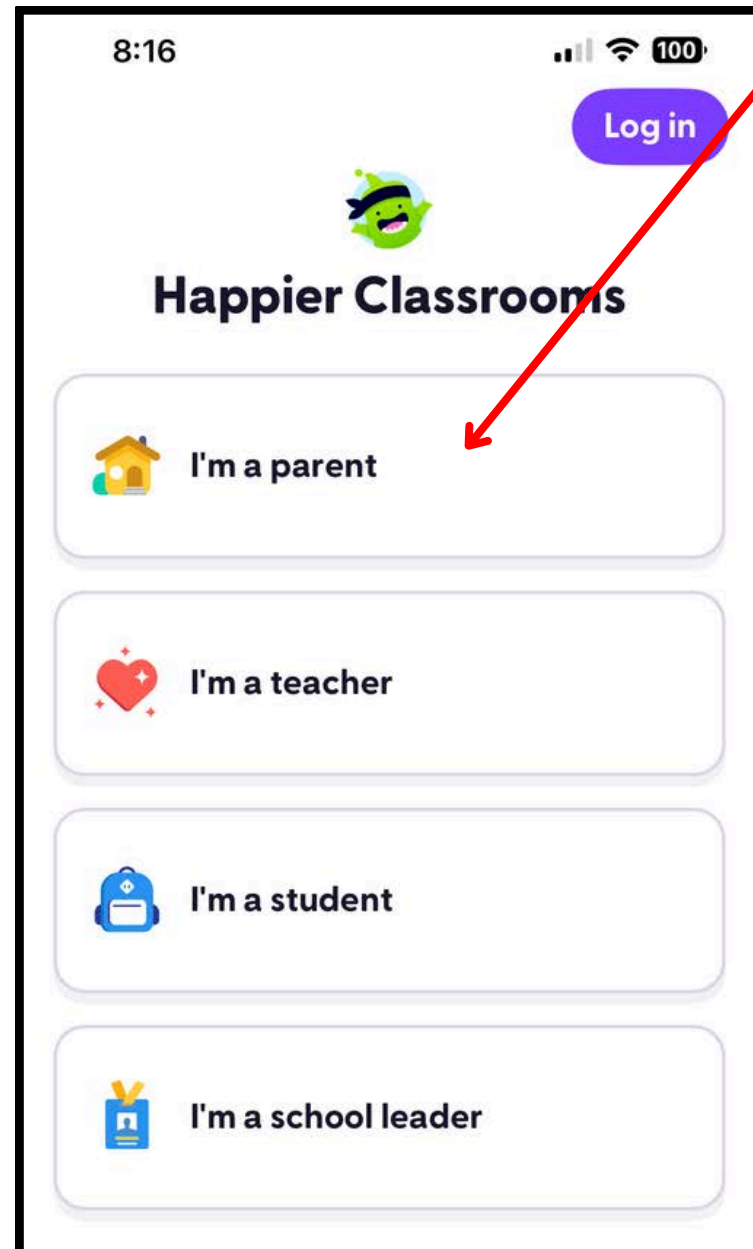 8:16
100
Log in
Happier Classrooms
I'm a parent
I'm a teacher
I'm a student
I'm a school leader